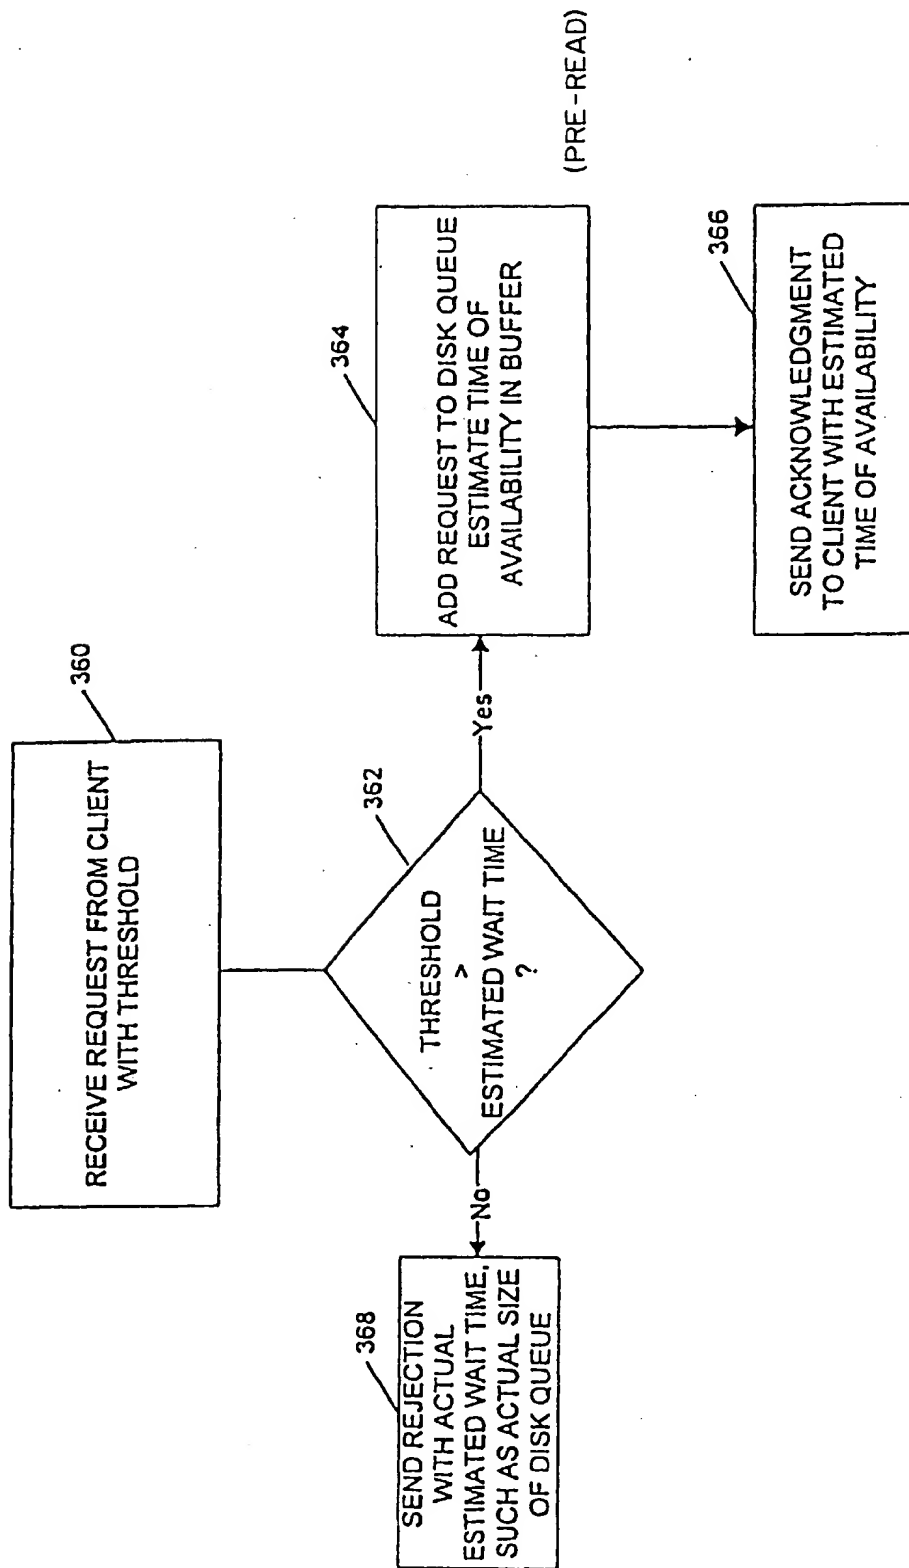 360
RECEIVE REQUEST FROM CLIENT
WITH THRESHOLD
362
THRESHOLD
>
ESTIMATED WAIT TIME
?
No
Yes
368
SEND REJECTION
WITH ACTUAL
ESTIMATED WAIT TIME,
SUCH AS ACTUAL SIZE
OF DISK QUEUE
364
ADD REQUEST TO DISK QUEUE
ESTIMATE TIME OF
AVAILABILITY IN BUFFER
(PRE-READ)
366
SEND ACKNOWLEDGMENT
TO CLIENT WITH ESTIMATED
TIME OF AVAILABILITY